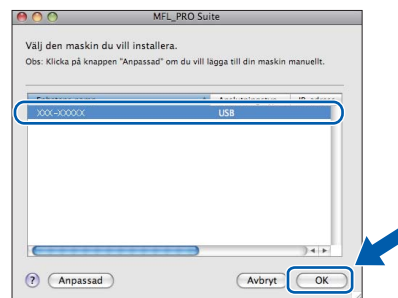 MFL_PRO Suite
Välj den maskin du vill installera.
Obs: Klicka på knappen "Anpassad" om du vill lägga till din maskin manuellt.
XXX-XXXXX USB
? Anpassad Avbryt OK